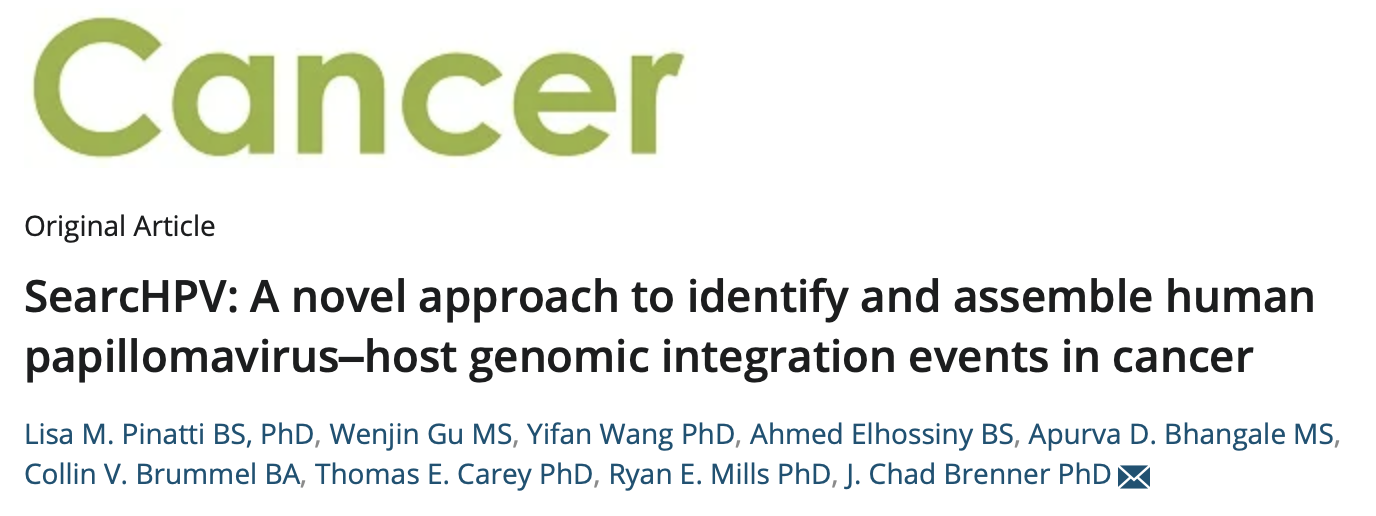 Cancer
Original Article
SearcHPV: A novel approach to identify and assemble human
papillomavirus–host genomic integration events in cancer
Lisa M. Pinatti BS, PhD, Wenjin Gu MS, Yifan Wang PhD, Ahmed Elhossiny BS, Apurva D. Bhangale MS,
Collin V. Brummel BA, Thomas E. Carey PhD, Ryan E. Mills PhD, J. Chad Brenner PhD